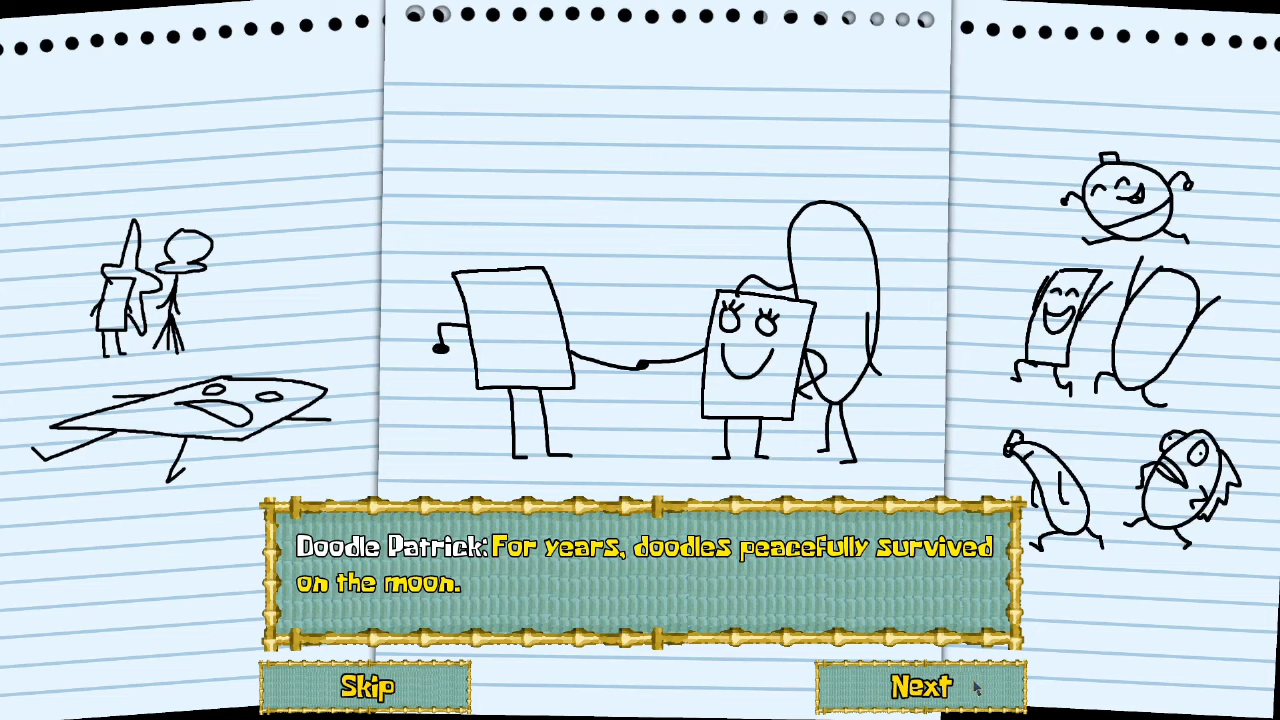 Doodle Patrick: For years, doodles peacefully survived
on the moon.
Skip
Next